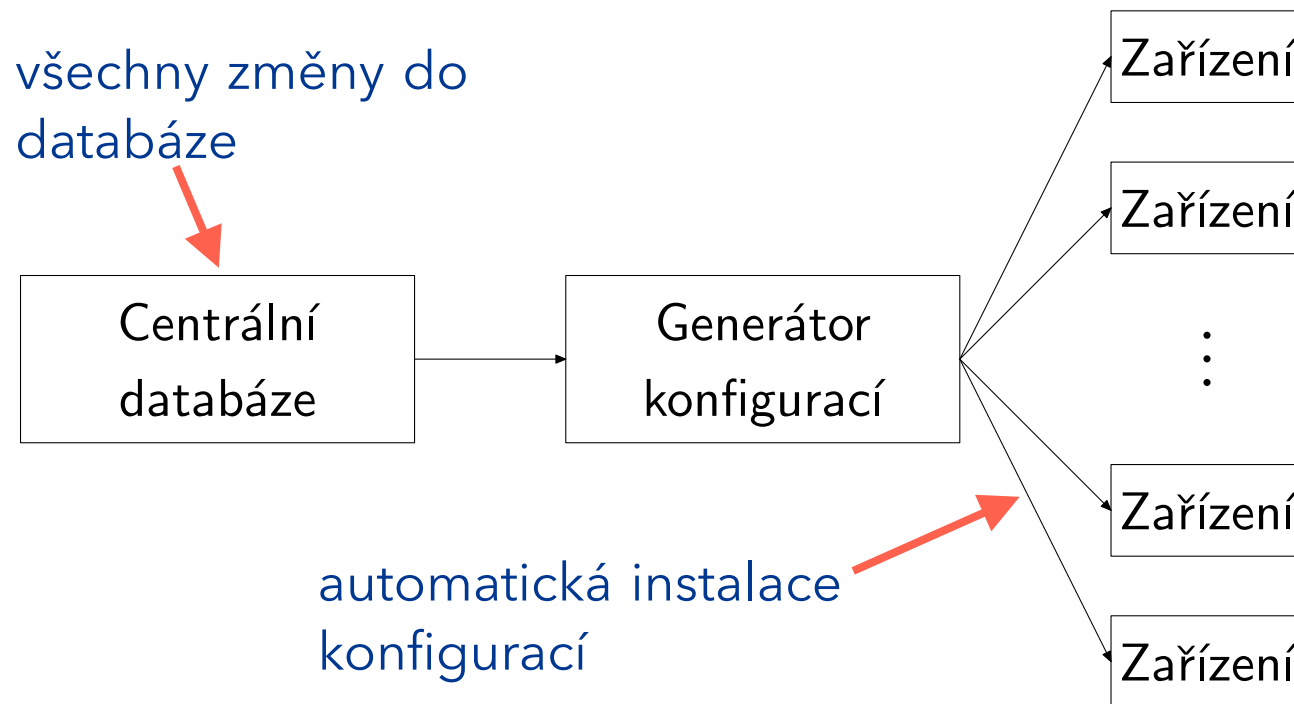 všechny změny do
databáze
Centrální
databáze
Generátor
konfigurací
automatická instalace
konfigurací
Zařízení
Zařízení
⋮
Zařízení
Zařízení